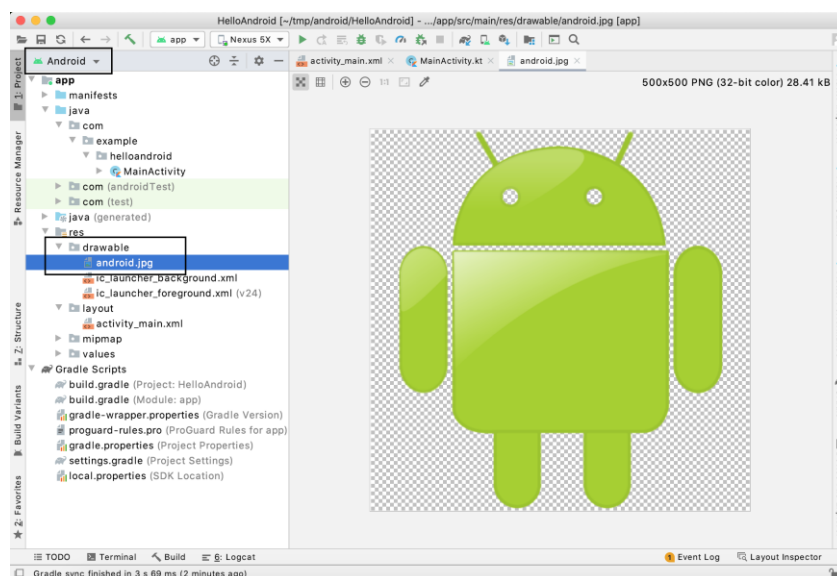 HelloAndroid [~/tmp/android/HelloAndroid] - .../app/src/main/res/drawable/android.jpg [app]
app
Nexus 5X
Android
activity_main.xml
MainActivity.kt
android.jpg
500x500 PNG (32-bit color) 28.41 kB
1:1
1: Project
Resource Manager
Z: Structure
Build Variants
2: Favorites
app
manifests
java
com
example
helloandroid
MainActivity
com (androidTest)
com (test)
java (generated)
res
drawable
android.jpg
ic_launcher_background.xml
ic_launcher_foreground.xml (v24)
layout
activity_main.xml
mipmap
values
Gradle Scripts
build.gradle (Project: HelloAndroid)
build.gradle (Module: app)
gradle-wrapper.properties (Gradle Version)
proguard-rules.pro (ProGuard Rules for app)
gradle.properties (Project Properties)
settings.gradle (Project Settings)
local.properties (SDK Location)
TODO
Terminal
Build
6: Logcat
1 Event Log
Layout Inspector
Gradle sync finished in 3 s 69 ms (2 minutes ago)